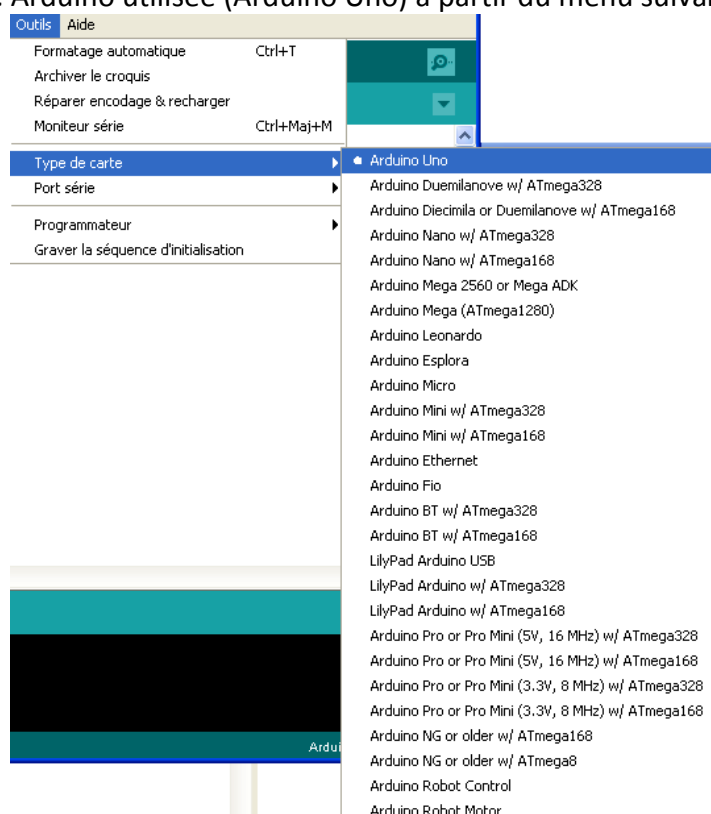 . Arduino utilisée (Arduino Uno) à partir du menu suivan
Outils Aide
Formatage automatique Ctrl+T
Archiver le croquis
Réparer encodage & recharger
Moniteur série Ctrl+Maj+M
Type de carte
Port série
Programmateur
Graver la séquence d'initialisation
Arduino Uno
Arduino Duemilanove w/ ATmega328
Arduino Diecimila or Duemilanove w/ ATmega168
Arduino Nano w/ ATmega328
Arduino Nano w/ ATmega168
Arduino Mega 2560 or Mega ADK
Arduino Mega (ATmega1280)
Arduino Leonardo
Arduino Esplora
Arduino Micro
Arduino Mini w/ ATmega328
Arduino Mini w/ ATmega168
Arduino Ethernet
Arduino Fio
Arduino BT w/ ATmega328
Arduino BT w/ ATmega168
LilyPad Arduino USB
LilyPad Arduino w/ ATmega328
LilyPad Arduino w/ ATmega168
Arduino Pro or Pro Mini (5V, 16 MHz) w/ ATmega328
Arduino Pro or Pro Mini (5V, 16 MHz) w/ ATmega168
Arduino Pro or Pro Mini (3.3V, 8 MHz) w/ ATmega328
Arduino Pro or Pro Mini (3.3V, 8 MHz) w/ ATmega168
Arduino NG or older w/ ATmega168
Arduino NG or older w/ ATmega8
Arduino Robot Control
Arduino Robot Motor
Ardui